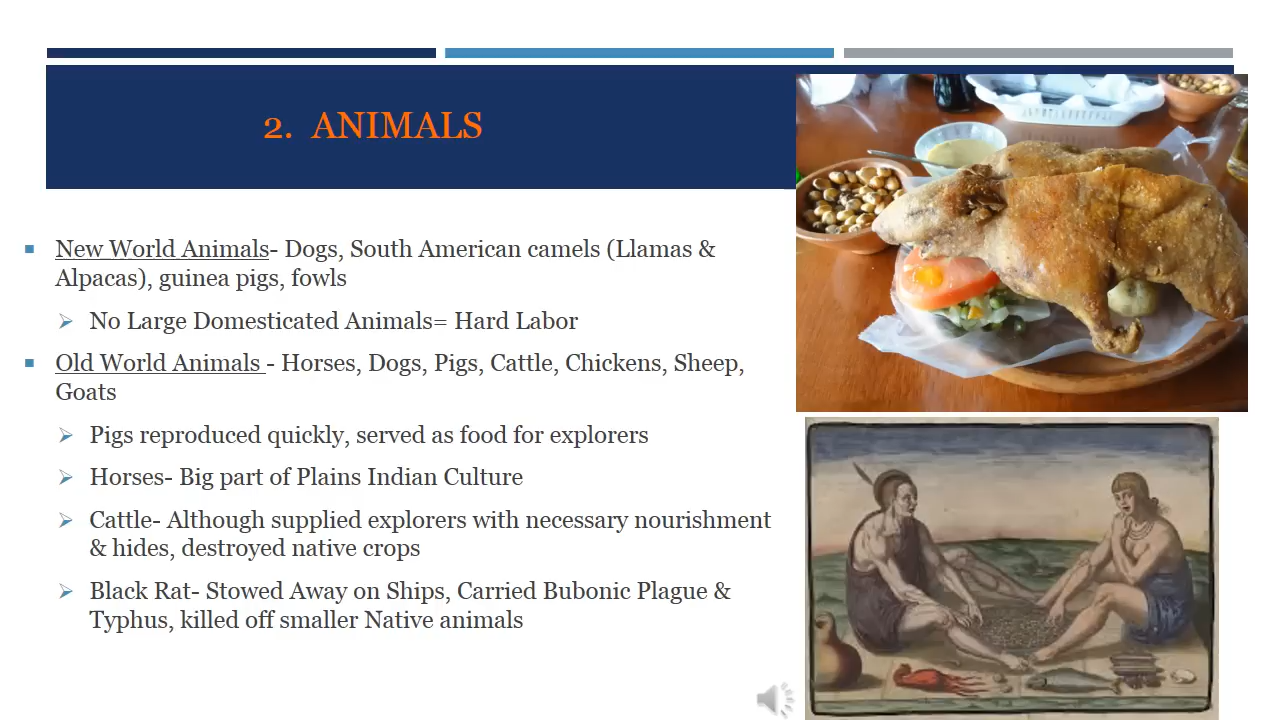 2. ANIMALS
New World Animals- Dogs, South American camels (Llamas &
Alpacas), guinea pigs, fowls
No Large Domesticated Animals= Hard Labor
Old World Animals - Horses, Dogs, Pigs, Cattle, Chickens, Sheep,
Goats
Pigs reproduced quickly, served as food for explorers
Horses- Big part of Plains Indian Culture
Cattle- Although supplied explorers with necessary nourishment
& hides, destroyed native crops
Black Rat- Stowed Away on Ships, Carried Bubonic Plague &
Typhus, killed off smaller Native animals